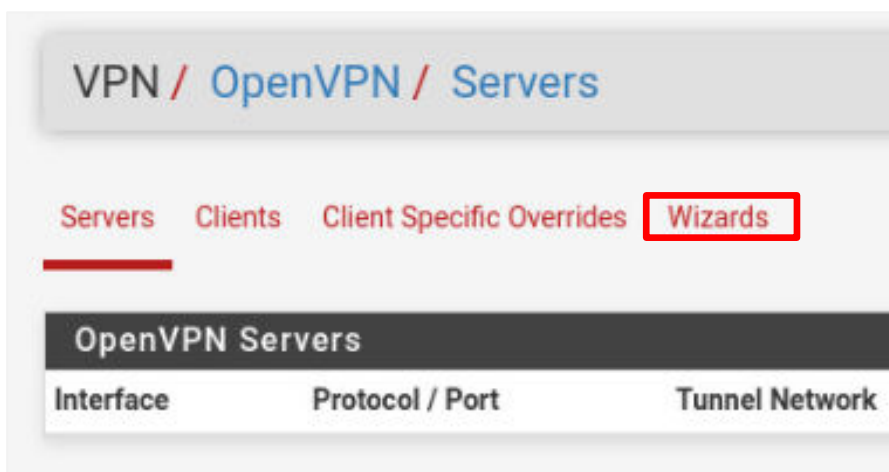 VPN / OpenVPN / Servers
Servers Clients Client Specific Overrides Wizards
OpenVPN Servers
Interface Protocol / Port Tunnel Network